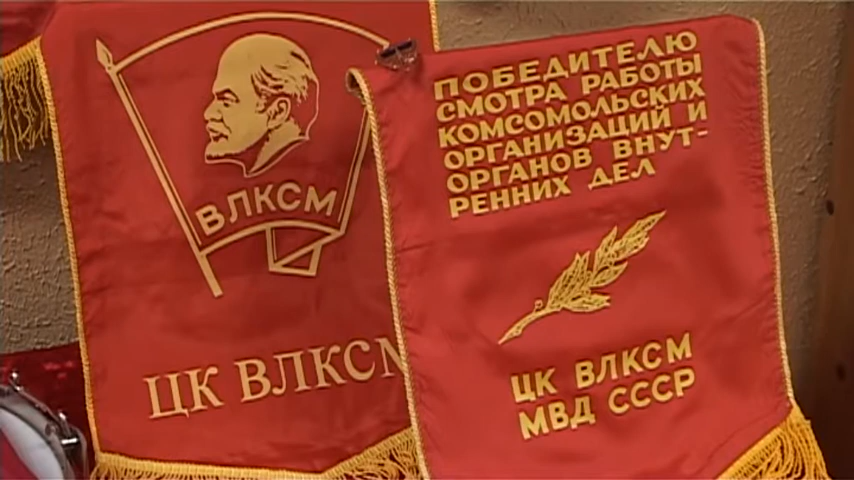 ВЛКСМ
ЦК ВЛКСМ
ПОБЕДИТЕЛЮ
СМОТРА РАБОТЫ
КОМСОМОЛЬСКИХ
ОРГАНИЗАЦИЙ И
ОРГАНОВ ВНУТ-
РЕННИХ ДЕЛ
ЦК ВЛКСМ
МВД СССР